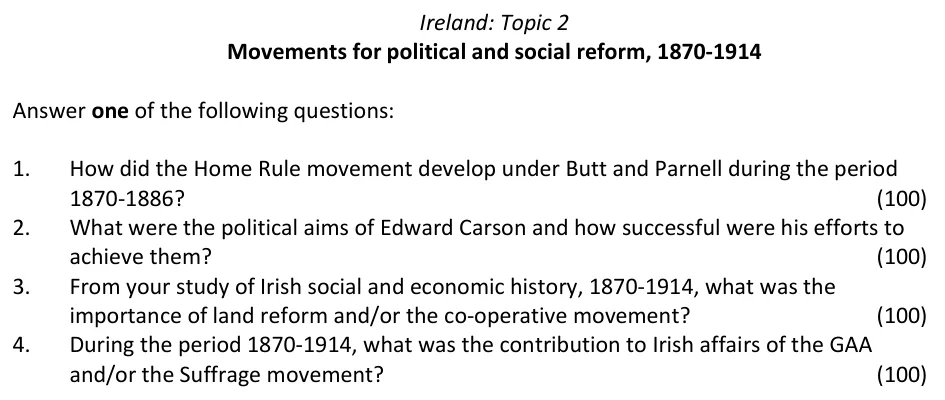 Ireland: Topic 2
Movements for political and social reform, 1870-1914
Answer one of the following questions:
1. How did the Home Rule movement develop under Butt and Parnell during the period
1870-1886? (100)
2. What were the political aims of Edward Carson and how successful were his efforts to
achieve them? (100)
3. From your study of Irish social and economic history, 1870-1914, what was the
importance of land reform and/or the co-operative movement? (100)
4. During the period 1870-1914, what was the contribution to Irish affairs of the GAA
and/or the Suffrage movement? (100)